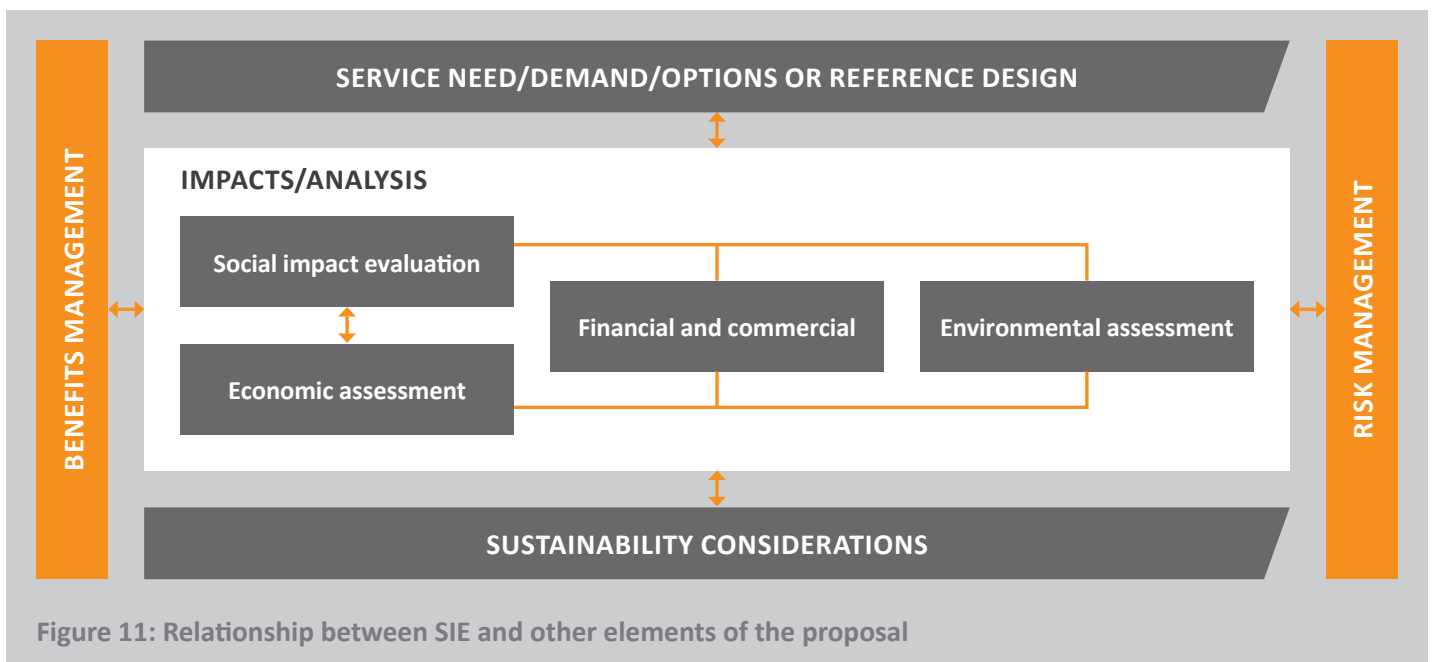 SERVICE NEED/DEMAND/OPTIONS OR REFERENCE DESIGN
BENEFITS MANAGEMENT
IMPACTS/ANALYSIS
Social impact evaluation
Economic assessment
Financial and commercial
Environmental assessment
RISK MANAGEMENT
SUSTAINABILITY CONSIDERATIONS
Figure 11: Relationship between SIE and other elements of the proposal